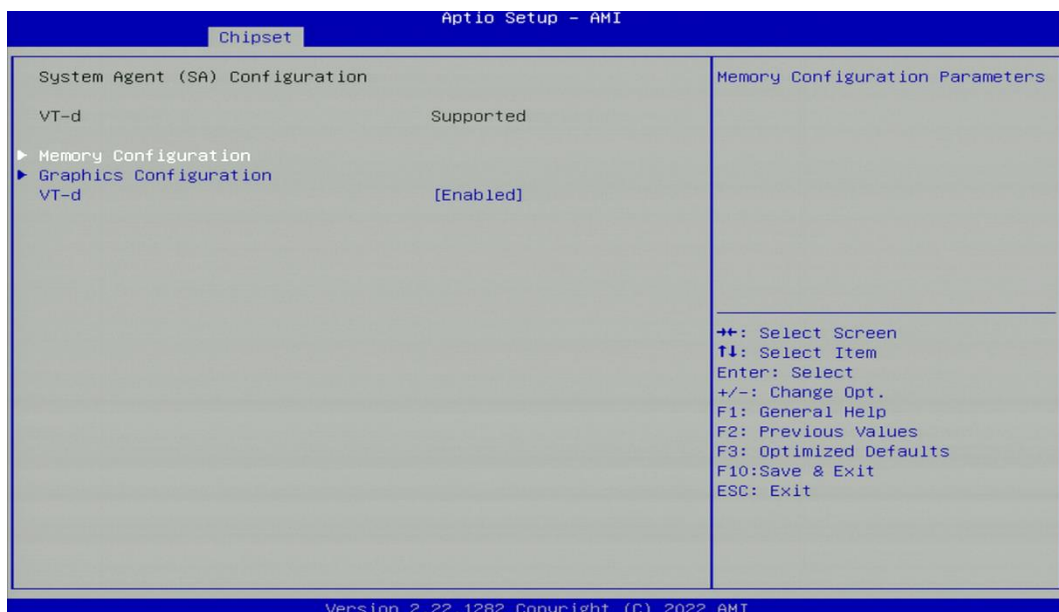 Aptio Setup – AMI
Chipset
System Agent (SA) Configuration
VT-d Supported
▶ Memory Configuration
▶ Graphics Configuration
VT-d [Enabled]
Memory Configuration Parameters
→←: Select Screen
↑↓: Select Item
Enter: Select
+/-: Change Opt.
F1: General Help
F2: Previous Values
F3: Optimized Defaults
F10:Save & Exit
ESC: Exit
Version 2.22.1282 Copyright (C) 2022 AMI